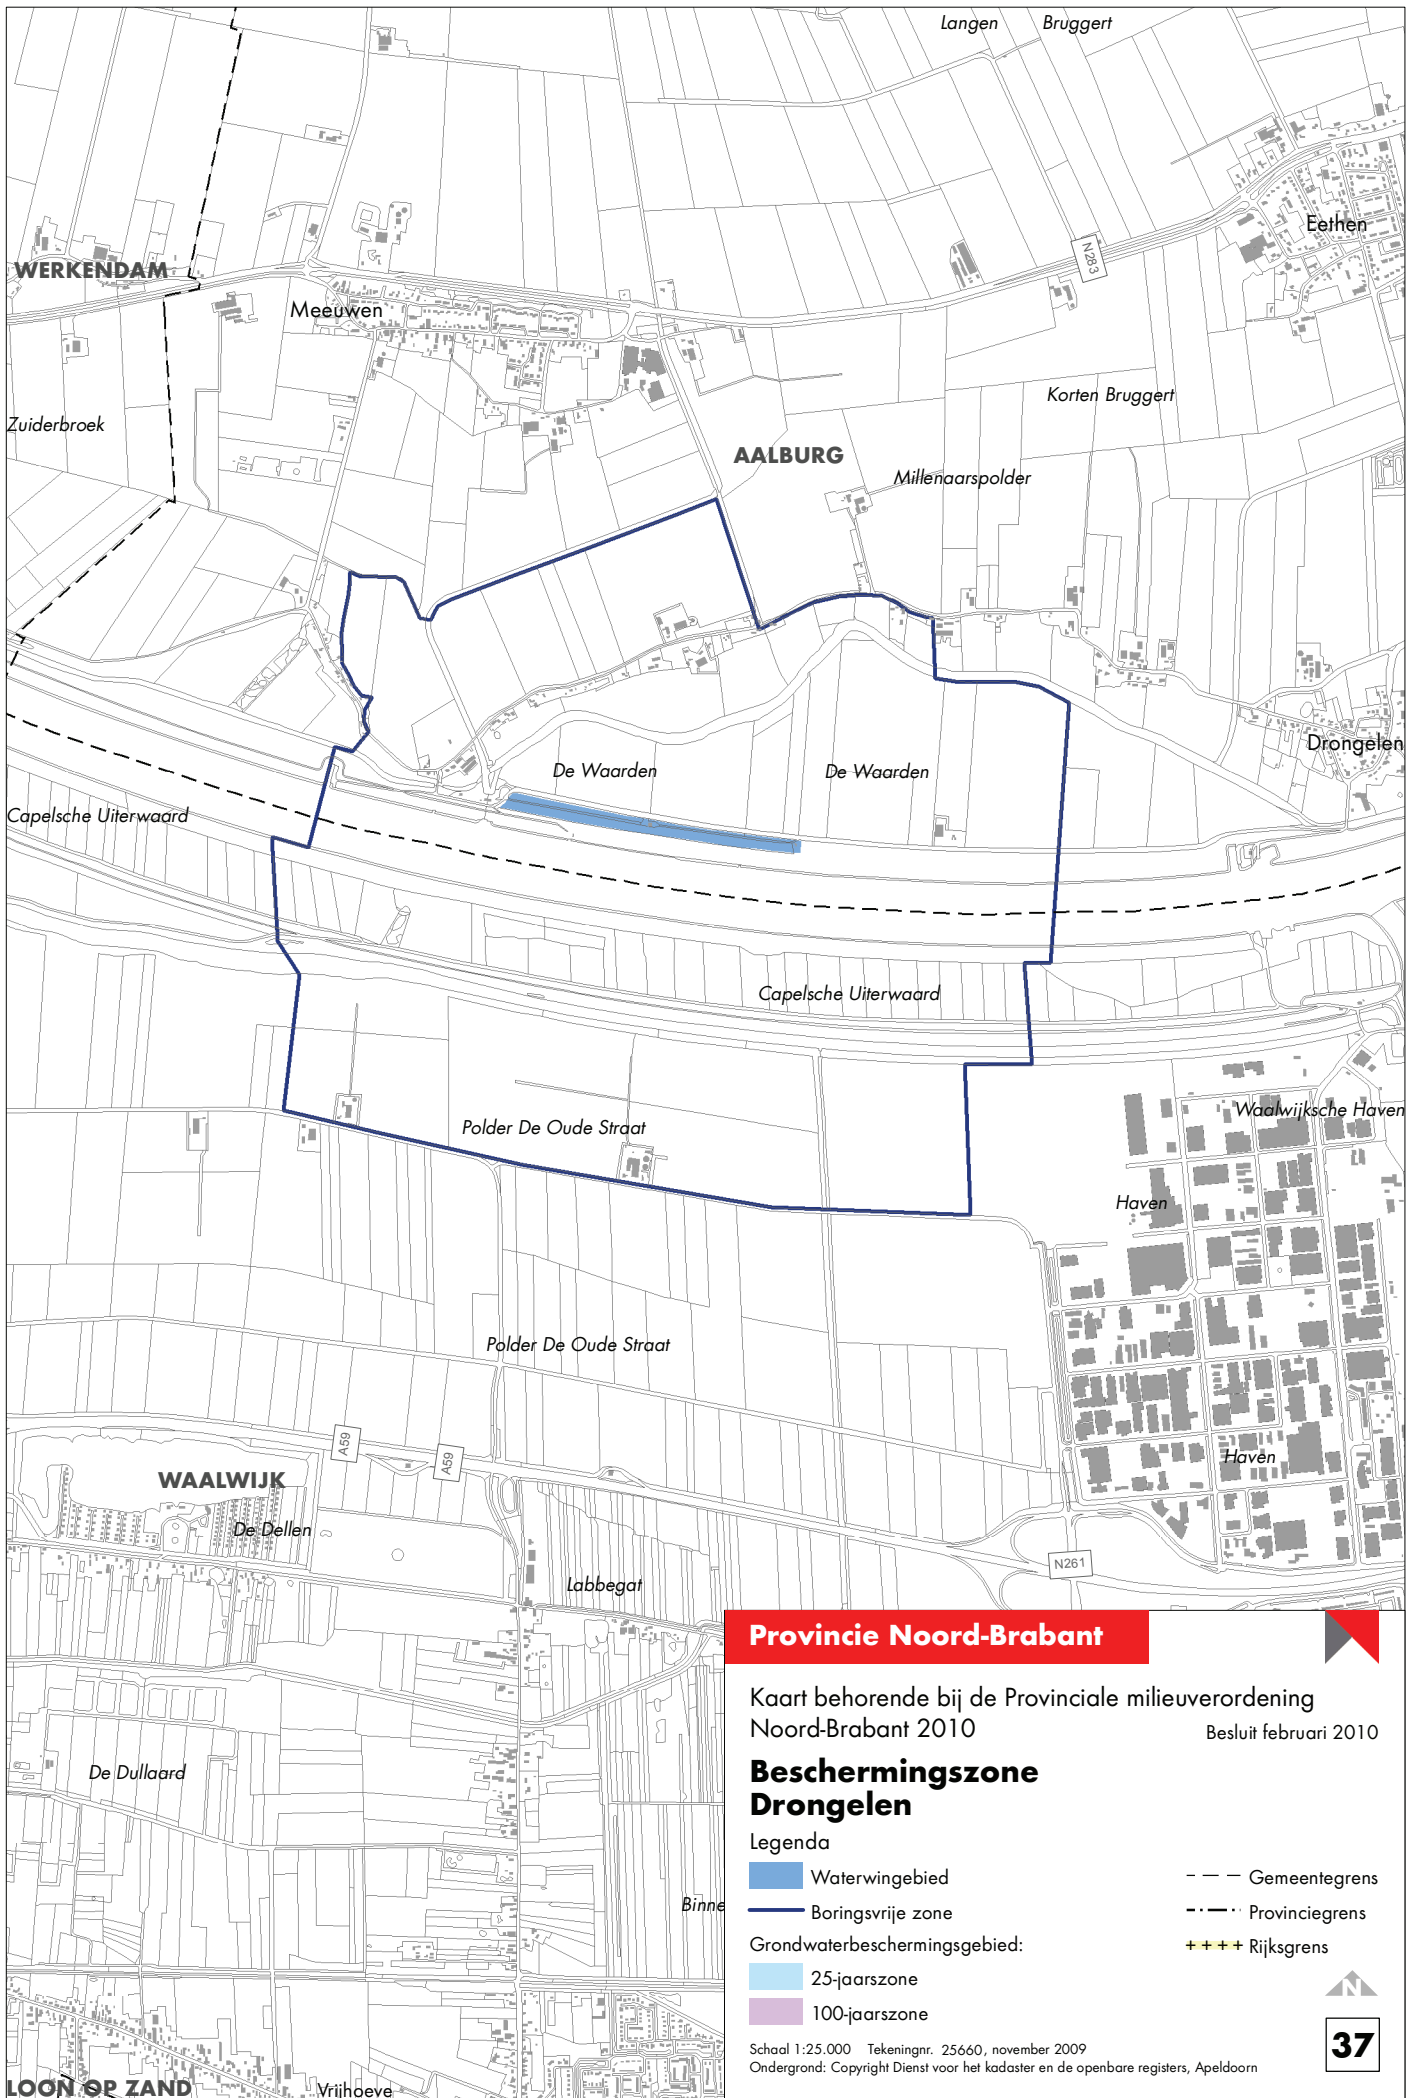 Langen Bruggert
Eethen
N283
WERKENDAM
Meeuwen
Korten Bruggert
Zuiderbroek
AALBURG
Millenaarspolder
Drongelen
De Waarden
De Waarden
Capelsche Uiterwaard
Capelsche Uiterwaard
Waalwijksche Haven
Polder De Oude Straat
Haven
Polder De Oude Straat
A59
A59
Haven
WAALWIJK
De Dellen
N261
Labbegat
Provincie Noord-Brabant
Kaart behorende bij de Provinciale milieuverordening
Noord-Brabant 2010
Besluit februari 2010
Beschermingszone
Drongelen
Legenda
Waterwingebied
Gemeentegrens
Boringsvrije zone
Provinciegrens
Grondwaterbeschermingsgebied:
Rijksgrens
25-jaarszone
100-jaarszone
N
Schaal 1:25.000 Tekeningnr. 25660, november 2009
Ondergrond: Copyright Dienst voor het kadaster en de openbare registers, Apeldoorn
37
De Dullaard
Binne
LOON OP ZAND
Vrijhoeve